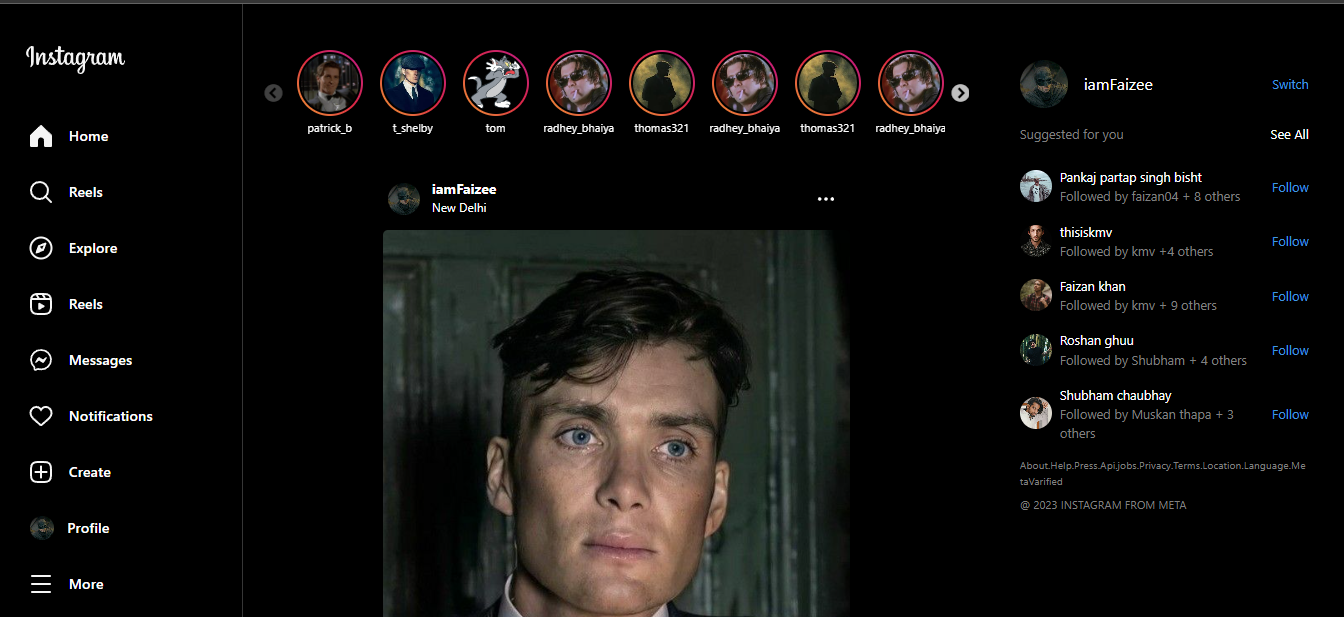 Instagram
Home
Reels
Explore
Reels
Messages
Notifications
Create
Profile
More
patrick_b
t_shelby
tom
radhey_bhaiya
thomas321
radhey_bhaiya
thomas321
radhey_bhaiya
iamFaizee
New Delhi
iamFaizee
Switch
Suggested for you
See All
Pankaj partap singh bisht
Followed by faizan04 + 8 others
Follow
thisiskmv
Followed by kmv +4 others
Follow
Faizan khan
Followed by kmv + 9 others
Follow
Roshan ghuu
Followed by Shubham + 4 others
Follow
Shubham chaubhay
Followed by Muskan thapa + 3
others
Follow
About.Help.Press.Api.jobs.Privacy.Terms.Location.Language.Me
taVarified
@ 2023 INSTAGRAM FROM META